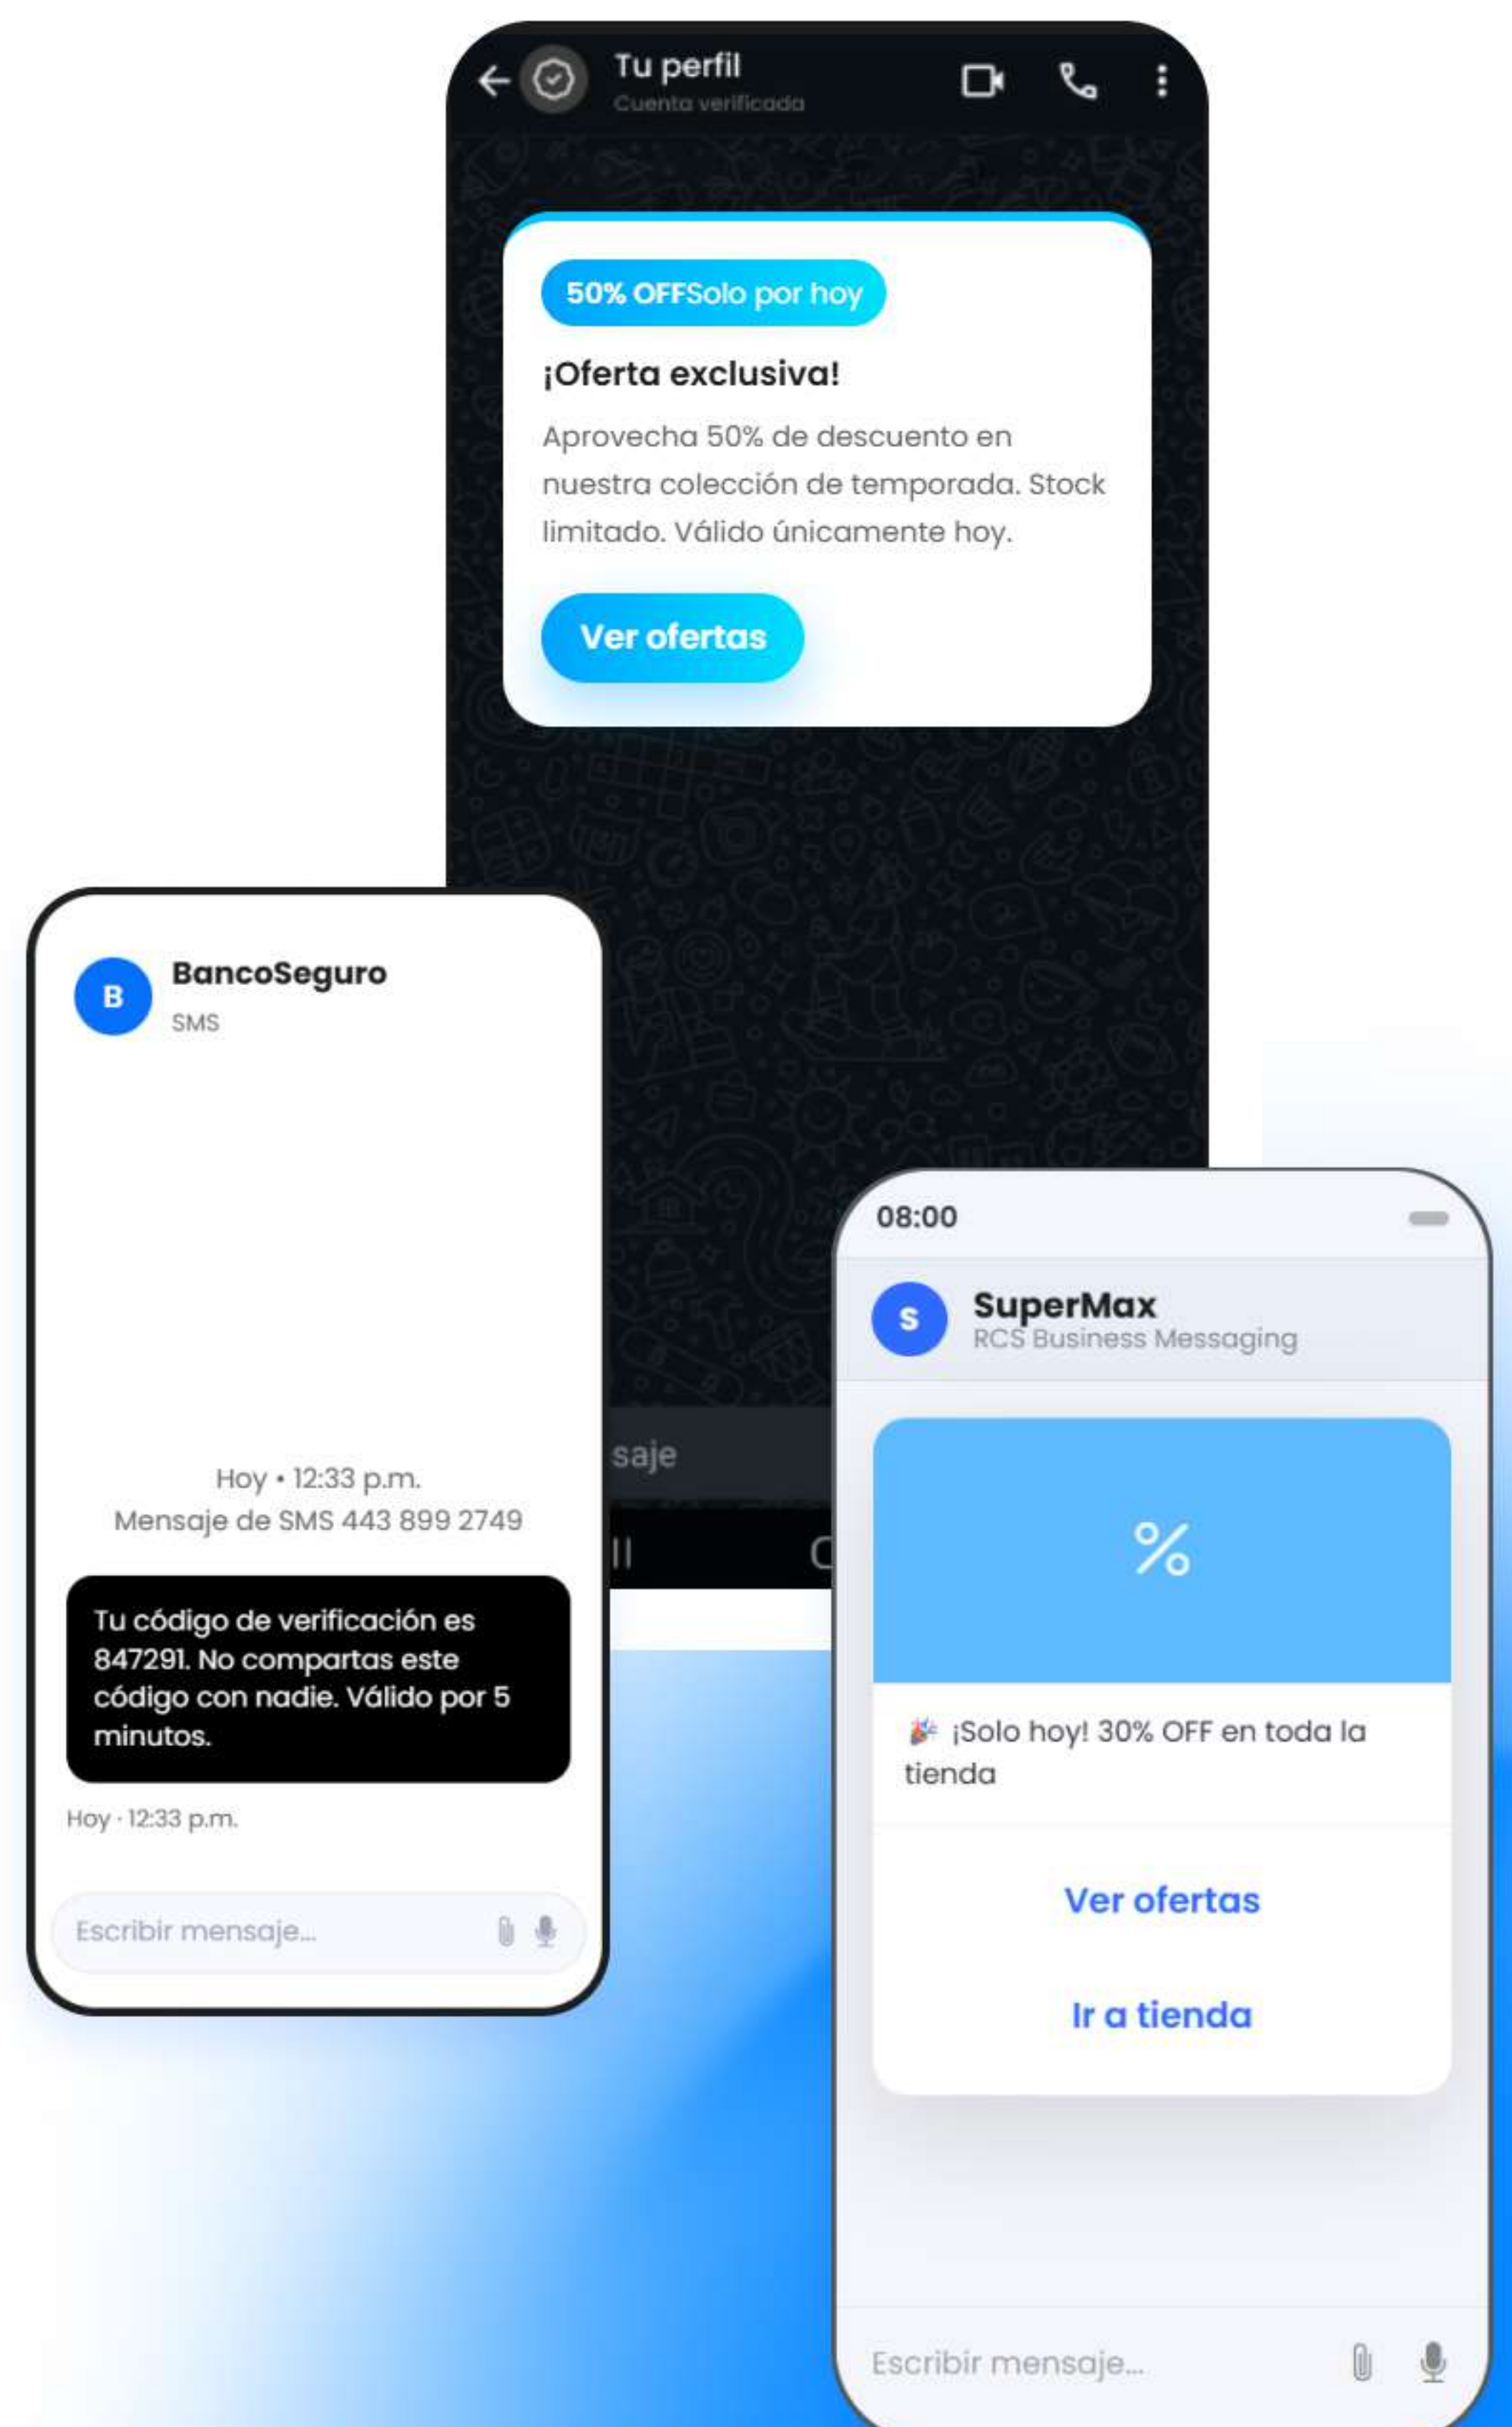 Tu perfil
Cuenta verificada
50% OFFSolo por hoy
¡Oferta exclusiva!
Aprovecha 50% de descuento en
nuestra colección de temporada. Stock
limitado. Válido únicamente hoy.
Ver ofertas
saje
B
BancoSeguro
SMS
Hoy • 12:33 p.m.
Mensaje de SMS 443 899 2749
Tu código de verificación es
847291. No compartas este
código con nadie. Válido por 5
minutos.
Hoy · 12:33 p.m.
Escribir mensaje...
08:00
S
SuperMax
RCS Business Messaging
%
🎉 ¡Solo hoy! 30% OFF en toda la
tienda
Ver ofertas
Ir a tienda
Escribir mensaje...